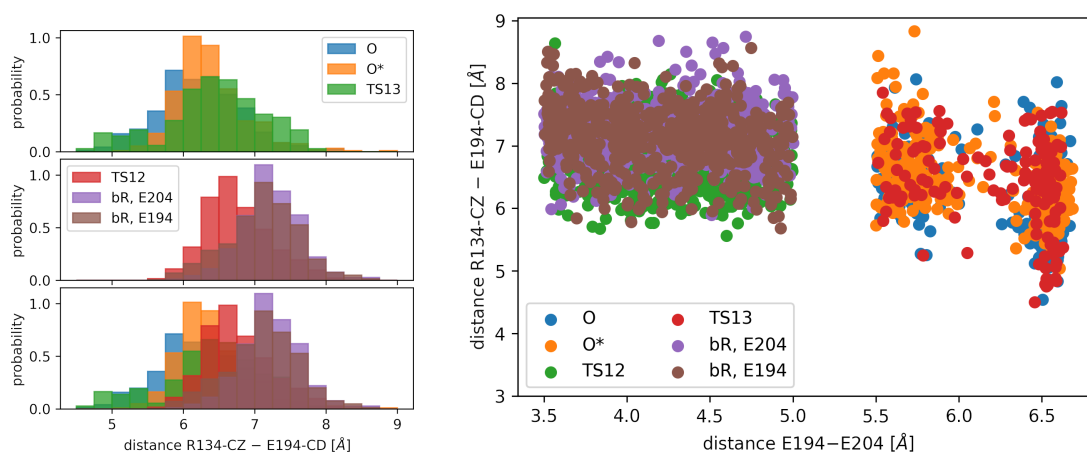 1.0
0.5
0.0
probability
O
O*
TS13
1.0
0.5
0.0
probability
TS12
bR, E204
bR, E194
1.0
0.5
0.0
probability
5 6 7 8 9
distance R134-CZ − E194-CD [Å]
9
8
7
6
5
4
3
distance R134-CZ − E194-CD [Å]
O TS13
O* bR, E204
TS12 bR, E194
3.5 4.0 4.5 5.0 5.5 6.0 6.5
distance E194−E204 [Å]